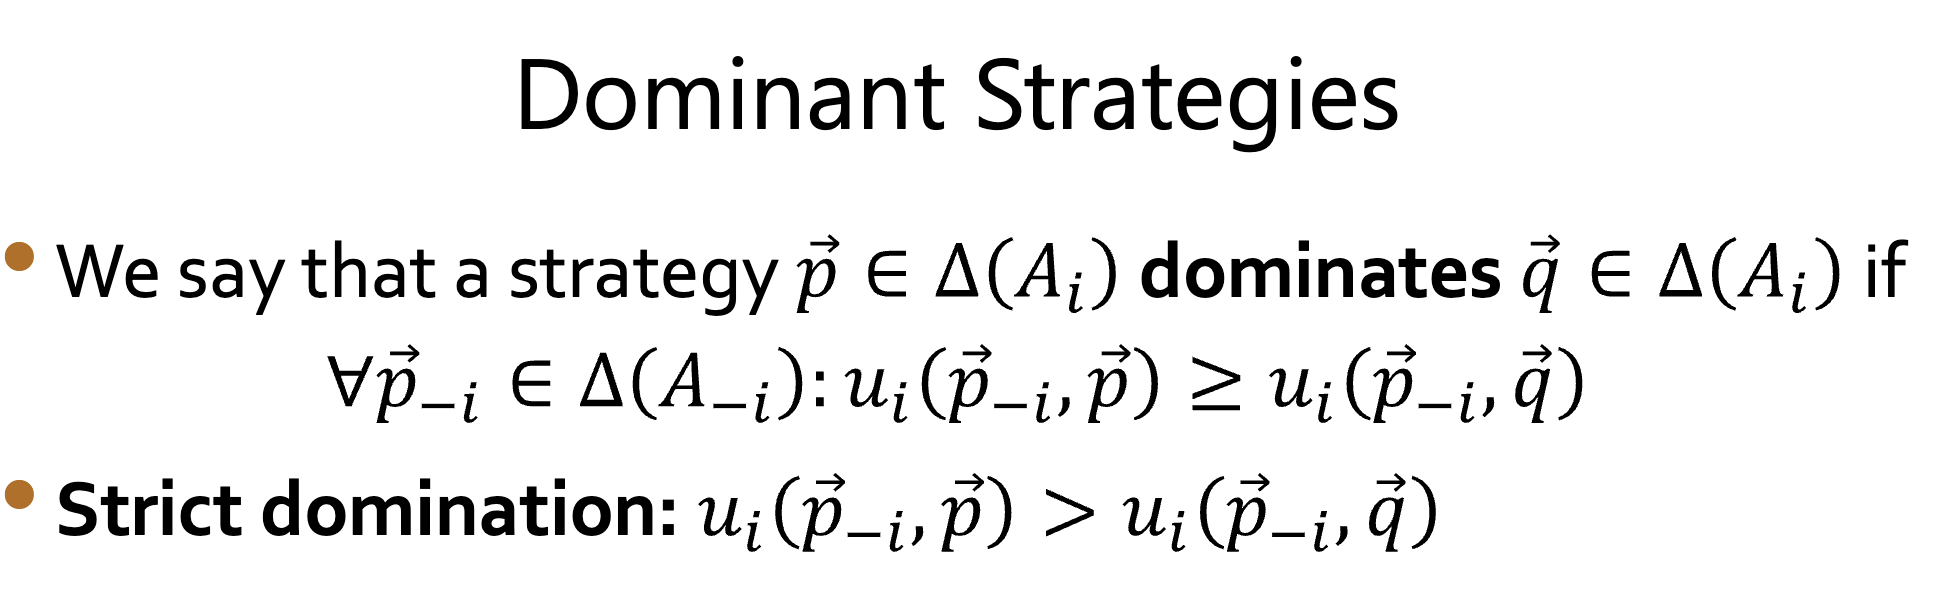 Dominant Strategies
• We say that a strategy p⃗ ∈ Δ(Aᵢ) dominates q⃗ ∈ Δ(Aᵢ) if
∀p⃗₋ᵢ ∈ Δ(A₋ᵢ): uᵢ(p⃗₋ᵢ, p⃗) ≥ uᵢ(p⃗₋ᵢ, q⃗)
• Strict domination: uᵢ(p⃗₋ᵢ, p⃗) > uᵢ(p⃗₋ᵢ, q⃗)